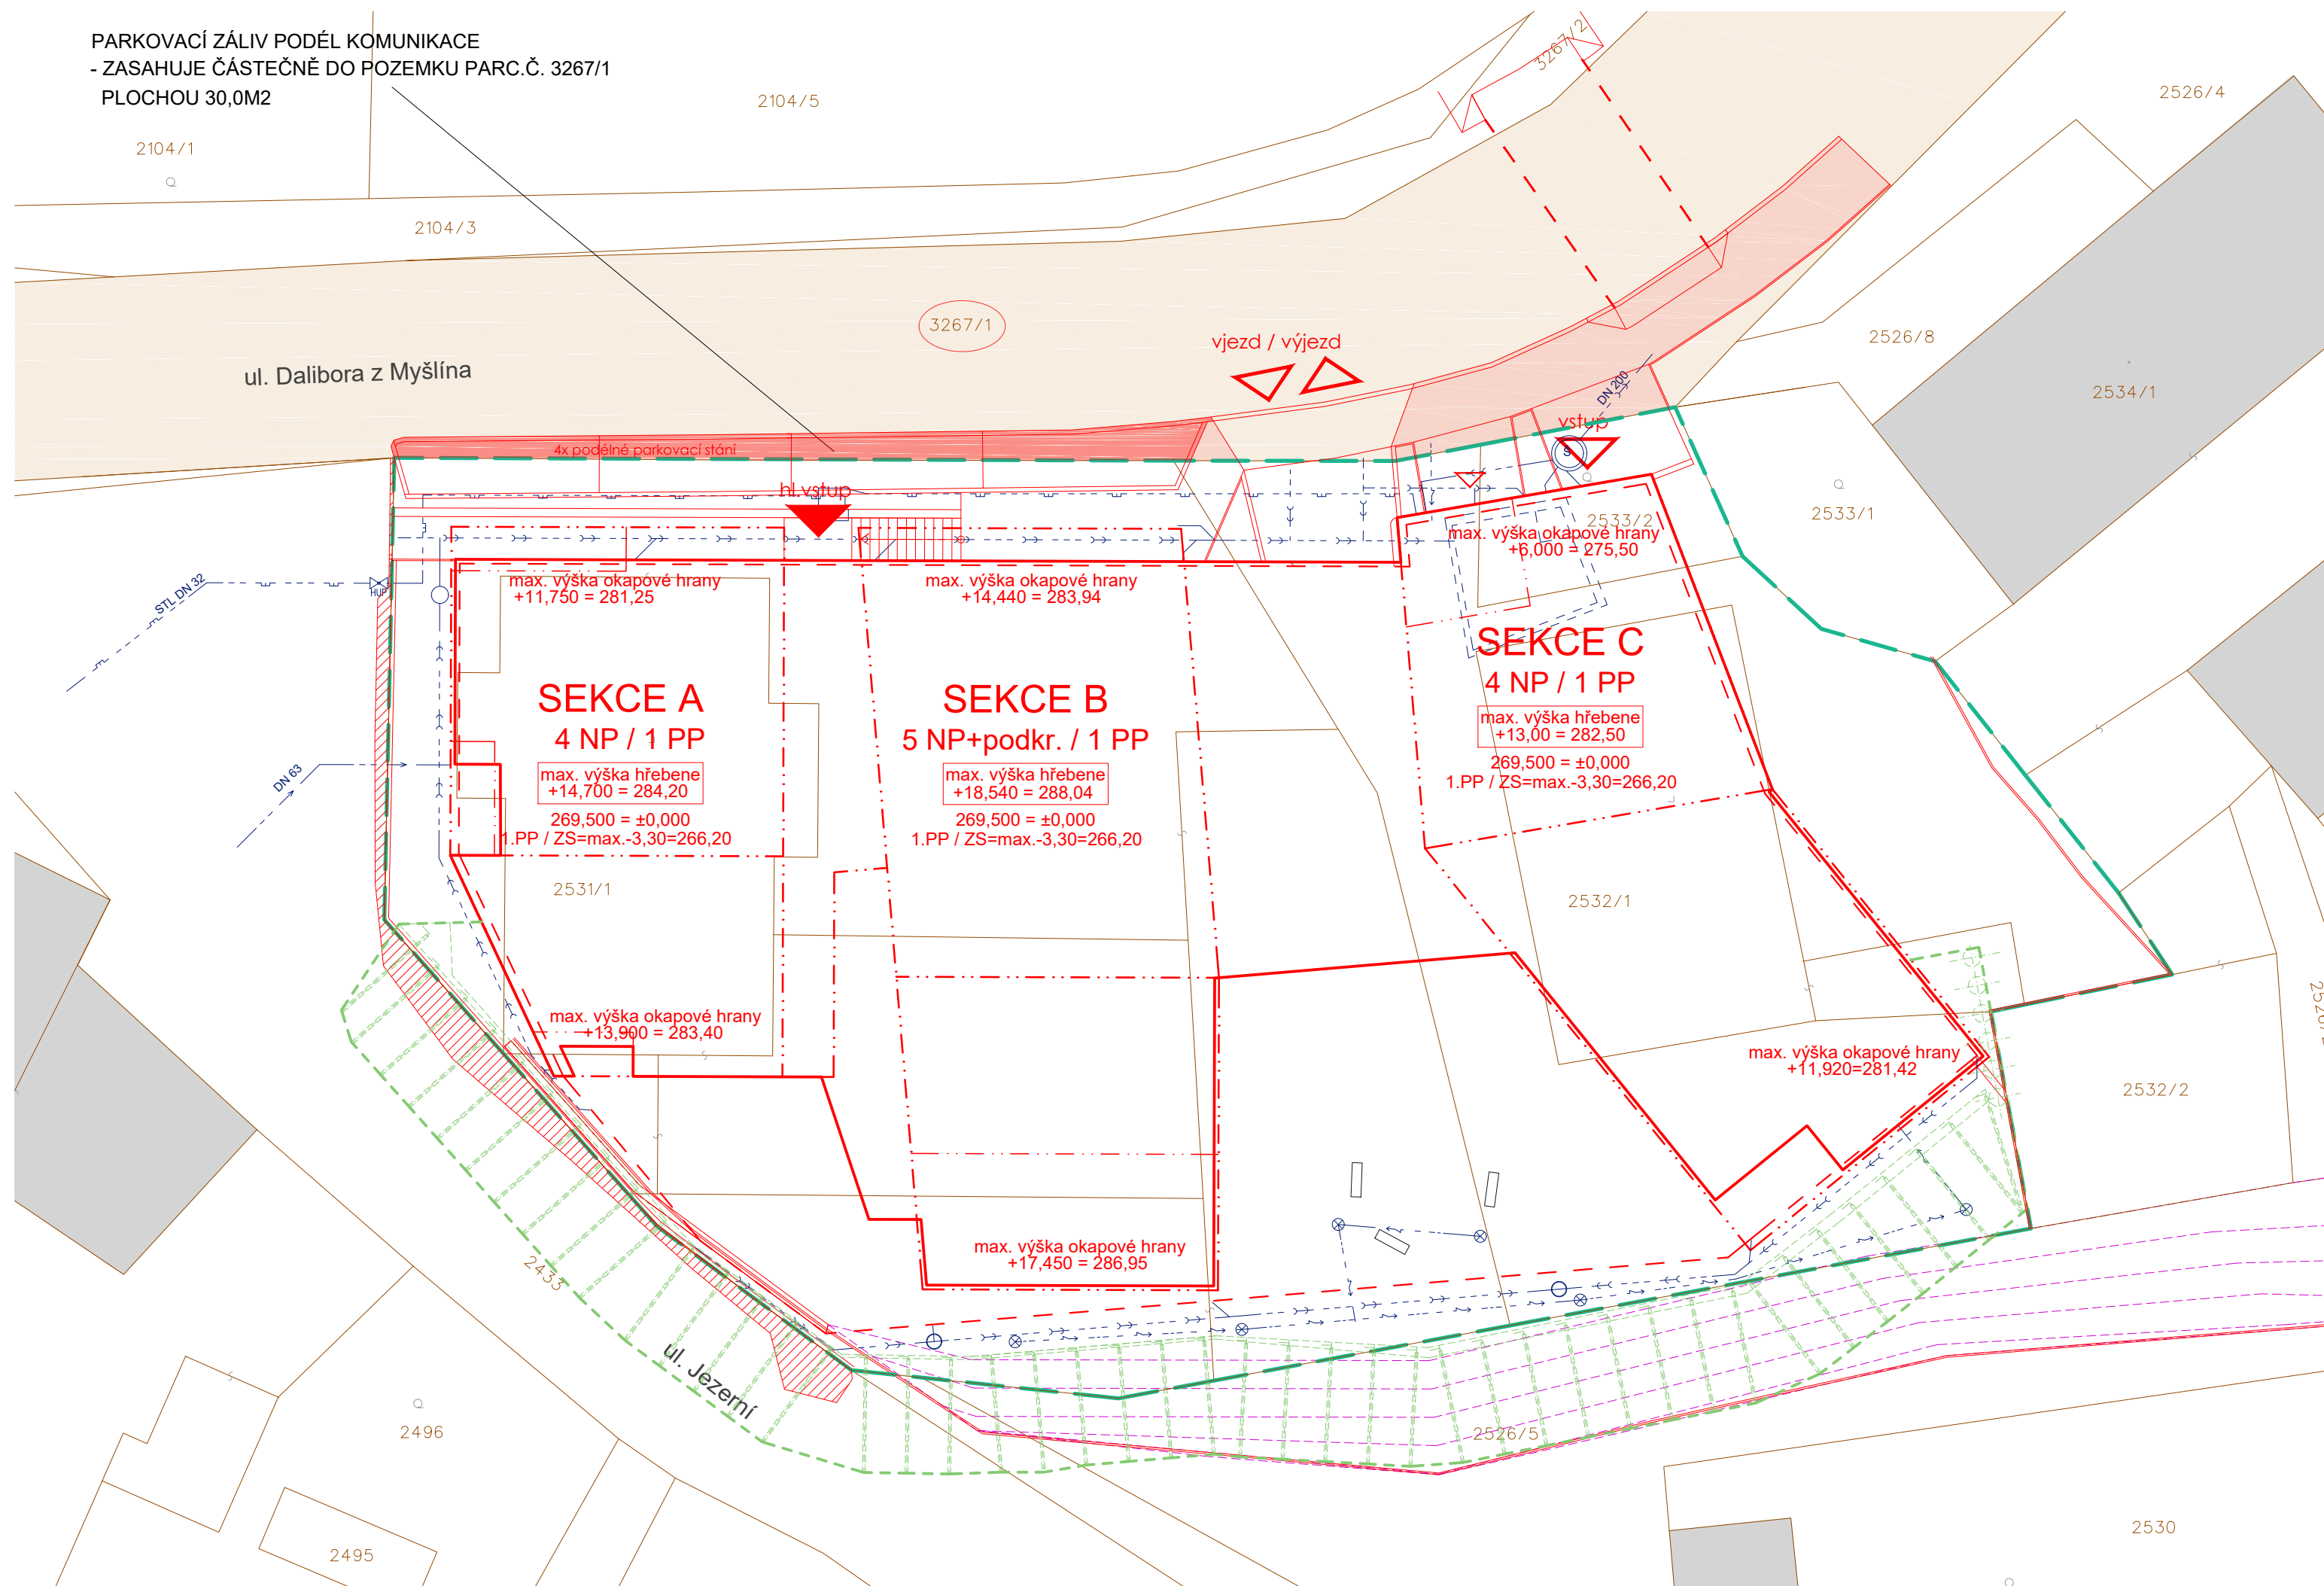 PARKOVACÍ ZÁLIV PODÉL KOMUNIKACE
- ZASAHUJE ČÁSTEČNĚ DO POZEMKU PARC.Č. 3267/1
PLOCHOU 30,0M2
2104/1
2104/5
3267/2
2526/4
2104/3
3267/1
ul. Dalibora z Myšlína
vjezd / výjezd
2526/8
2534/1
DN 200
vstup
4x podélné parkovací stání
hl.vstup
S
2533/2
2533/1
max. výška okapové hrany
+6,000 = 275,50
STL DN 32
HUP
max. výška okapové hrany
+11,750 = 281,25
max. výška okapové hrany
+14,440 = 283,94
SEKCE A
4 NP / 1 PP
max. výška hřebene
+14,700 = 284,20
269,500 = ±0,000
1.PP / ZS=max.-3,30=266,20
SEKCE B
5 NP+podkr. / 1 PP
max. výška hřebene
+18,540 = 288,04
269,500 = ±0,000
1.PP / ZS=max.-3,30=266,20
SEKCE C
4 NP / 1 PP
max. výška hřebene
+13,00 = 282,50
269,500 = ±0,000
1.PP / ZS=max.-3,30=266,20
DN 63
2531/1
2532/1
max. výška okapové hrany
+13,900 = 283,40
max. výška okapové hrany
+11,920=281,42
2532/2
max. výška okapové hrany
+17,450 = 286,95
2433
ul. Jezerní
2496
2526/5
2495
2530